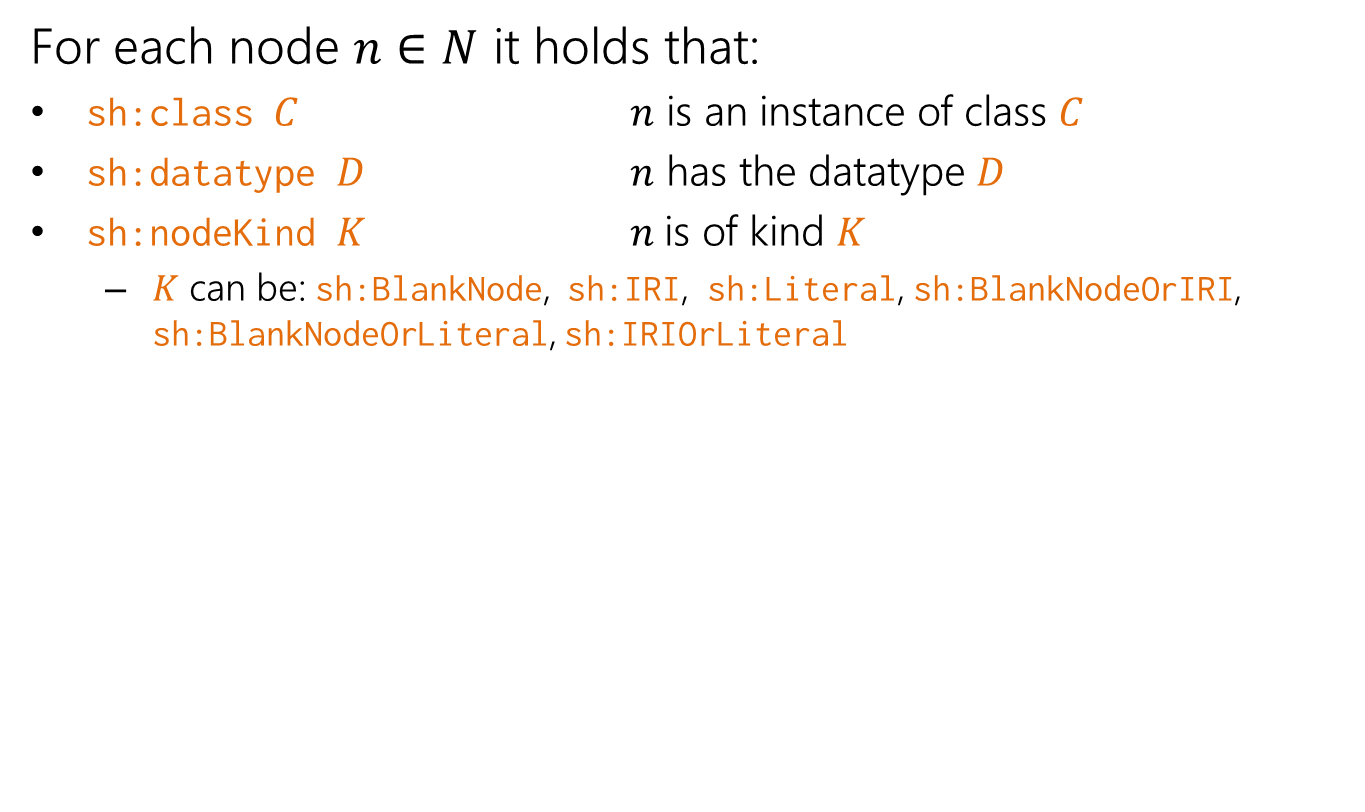 For each node n ∈ N it holds that:
• sh:class C n is an instance of class C
• sh:datatype D n has the datatype D
• sh:nodeKind K n is of kind K
– K can be: sh:BlankNode, sh:IRI, sh:Literal, sh:BlankNodeOrIRI,
sh:BlankNodeOrLiteral, sh:IRIOrLiteral